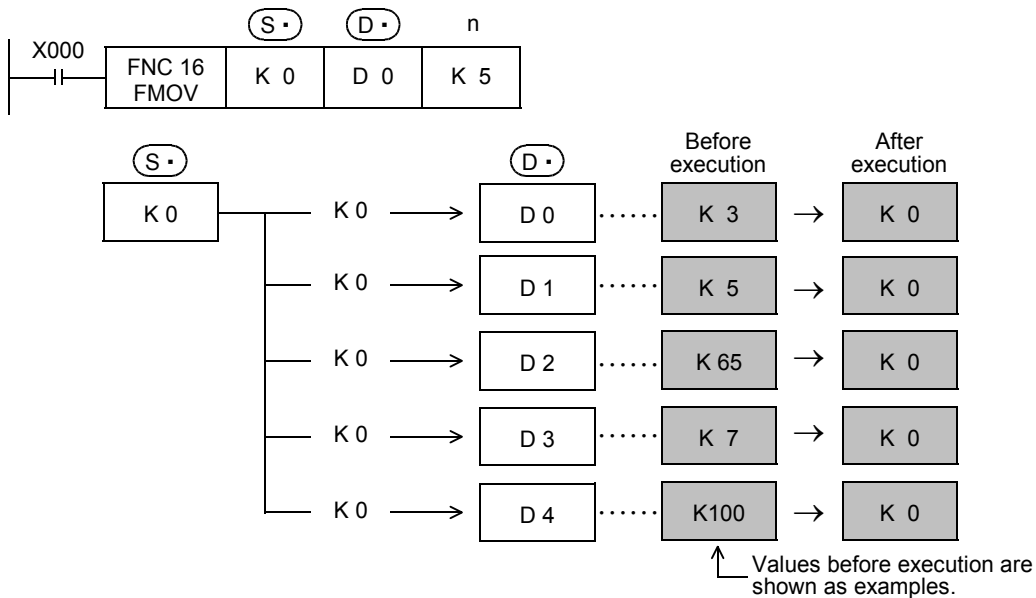 S· D· n
X000
FNC 16
FMOV
K 0
D 0
K 5
S· D· Before
execution
After
execution
K 0
K 0 → D 0 ...... K 3 → K 0
K 0 → D 1 ...... K 5 → K 0
K 0 → D 2 ...... K 65 → K 0
K 0 → D 3 ...... K 7 → K 0
K 0 → D 4 ...... K100 → K 0
Values before execution are
shown as examples.